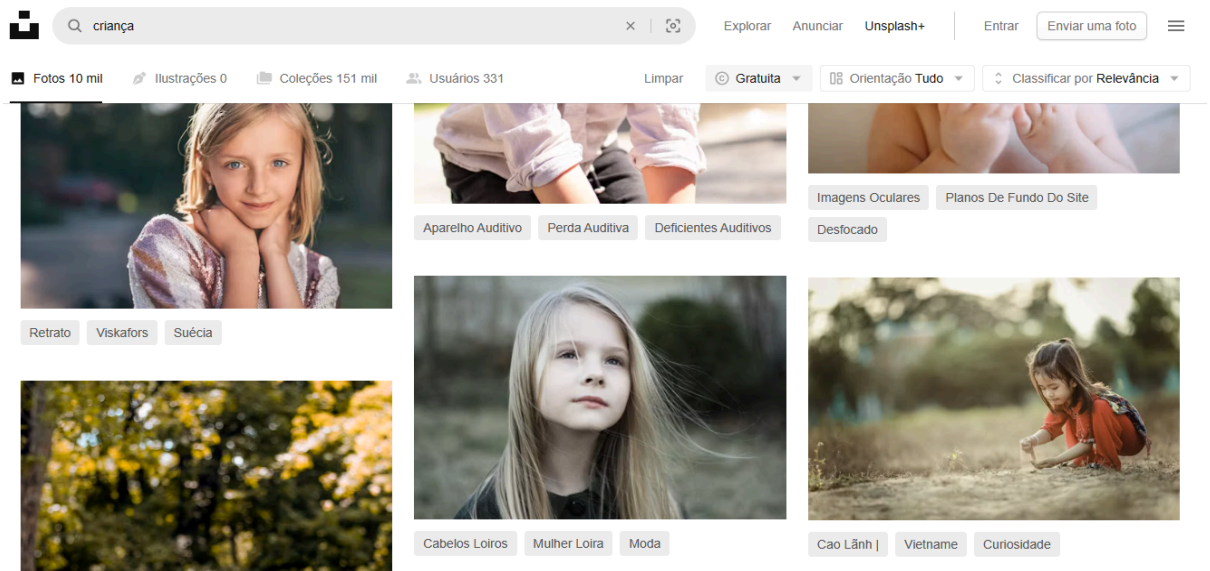 criança
Explorar Anunciar Unsplash+ Entrar Enviar uma foto
Fotos 10 mil Ilustrações 0 Coleções 151 mil Usuários 331 Limpar Gratuita Orientação Tudo Classificar por Relevância
Retrato Viskafors Suécia
Aparelho Auditivo Perda Auditiva Deficientes Auditivos
Cabelos Loiros Mulher Loira Moda
Imagens Oculares Planos De Fundo Do Site
Desfocado
Cao Lãnh | Vietname Curiosidade